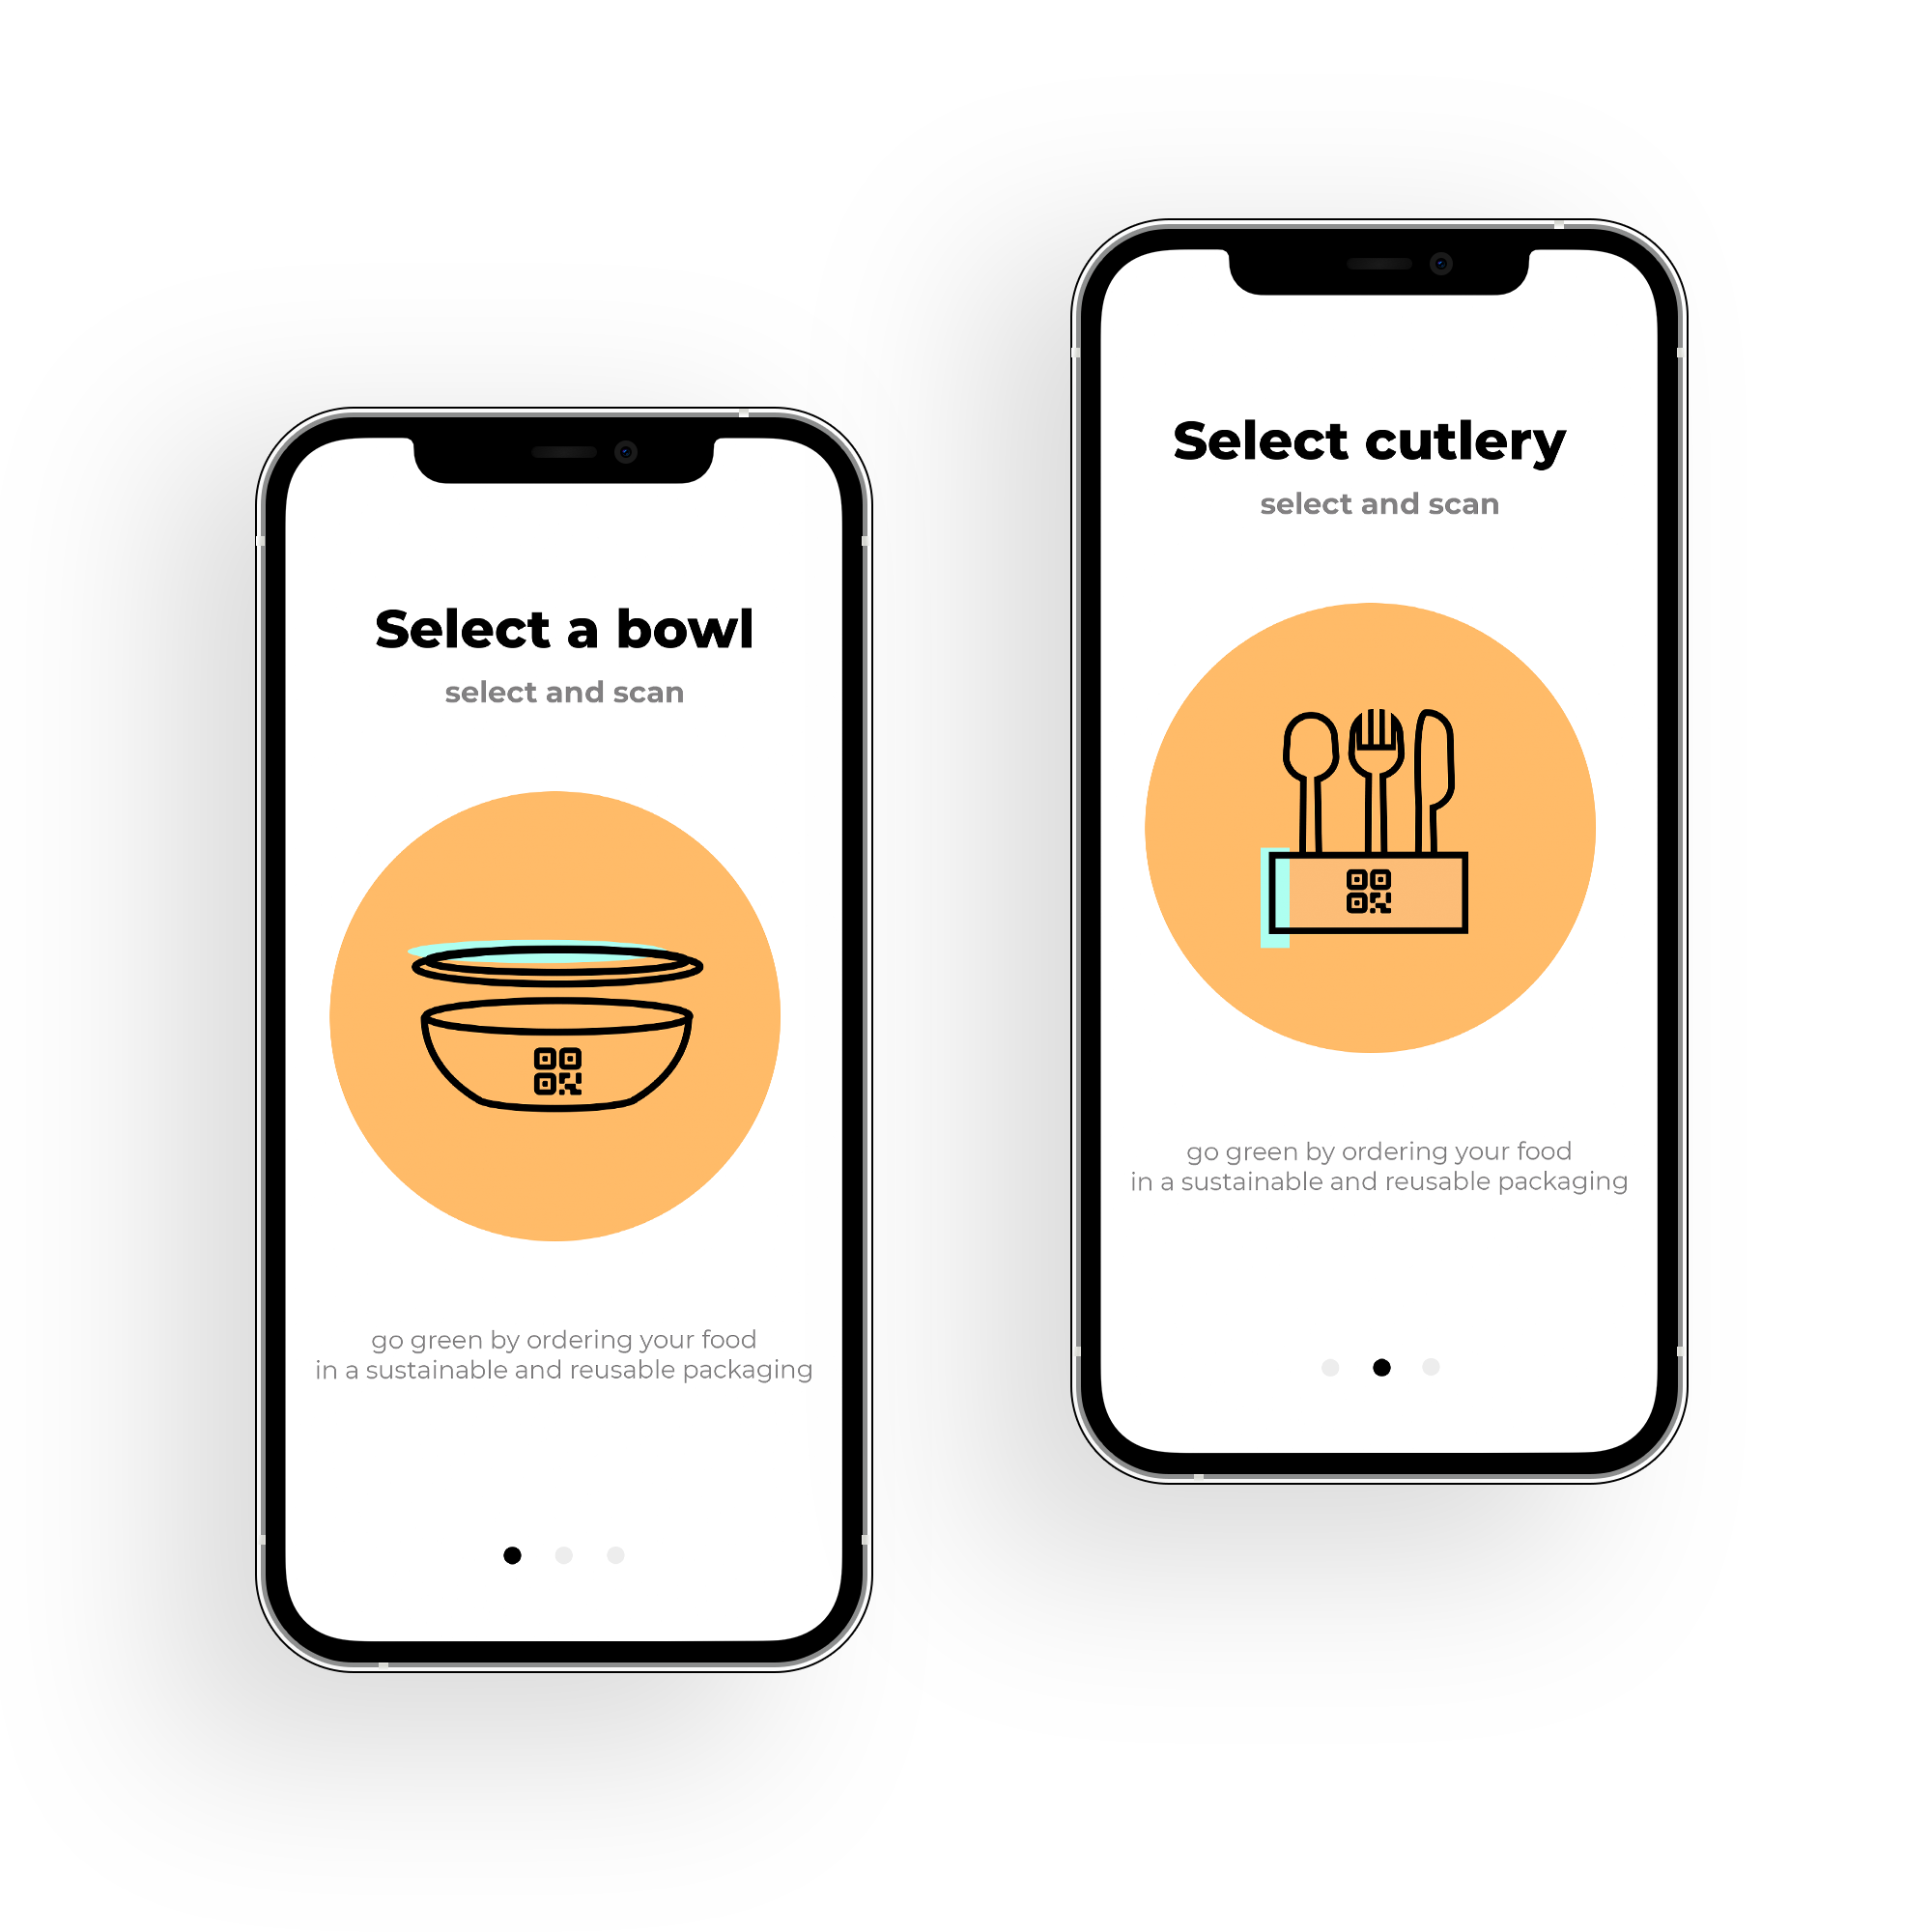 Select a bowl
select and scan
go green by ordering your food
in a sustainable and reusable packaging
Select cutlery
select and scan
go green by ordering your food
in a sustainable and reusable packaging